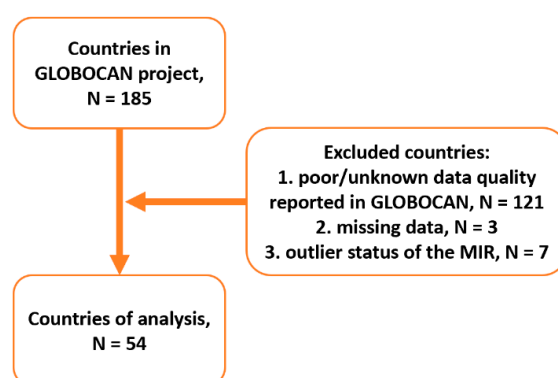 Countries in
GLOBOCAN project,
N = 185
Excluded countries:
1. poor/unknown data quality
reported in GLOBOCAN, N = 121
2. missing data, N = 3
3. outlier status of the MIR, N = 7
Countries of analysis,
N = 54